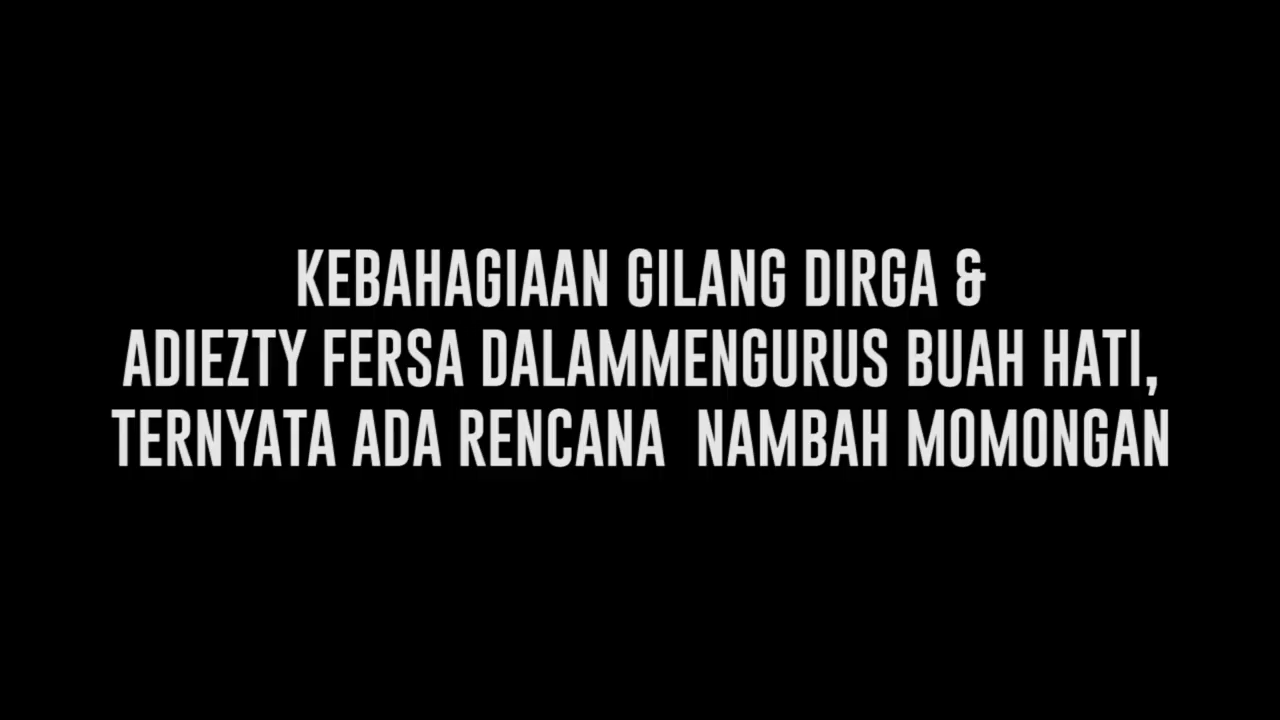 KEBAHAGIAAN GILANG DIRGA &
ADIEZTY FERSA DALAMMENGURUS BUAH HATI,
TERNYATA ADA RENCANA  NAMBAH MOMONGAN